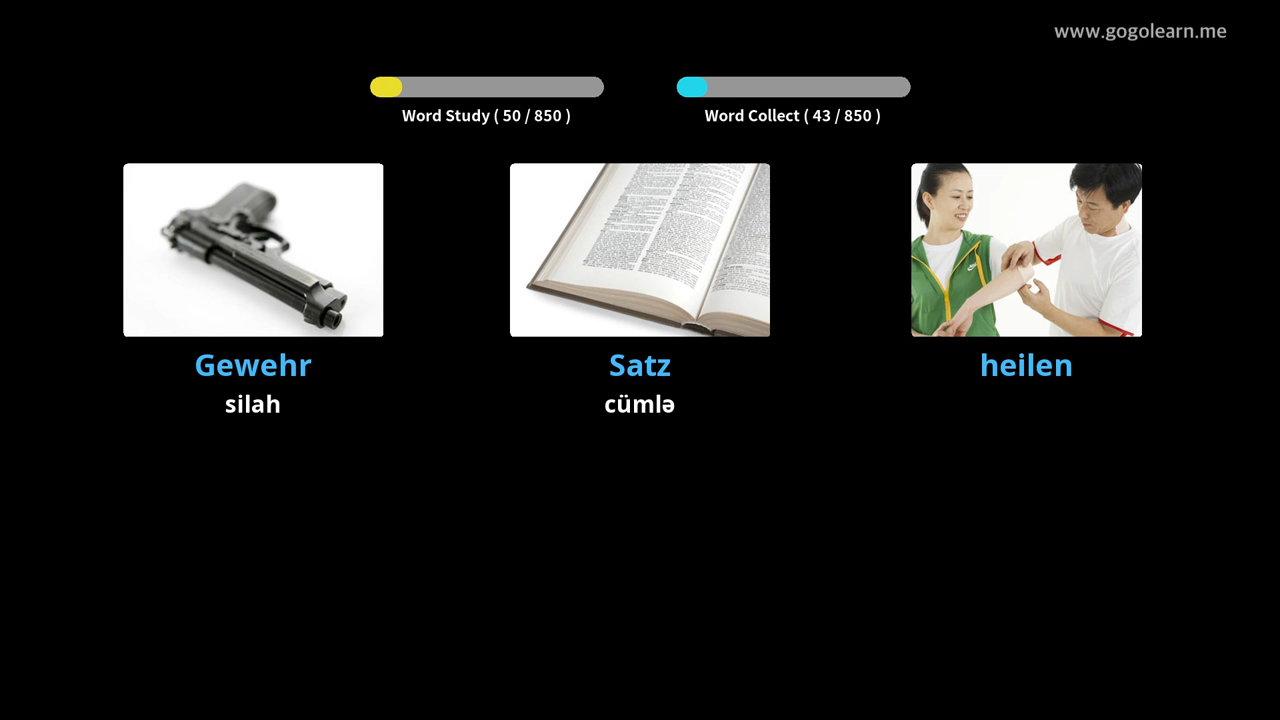 www.gogolearn.me
Word Study ( 50 / 850 )
Word Collect ( 43 / 850 )
Gewehr
silah
Satz
cümlə
heilen